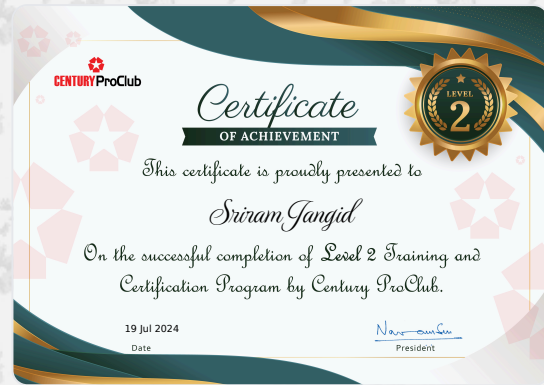 CENTURY ProClub
Certificate
OF ACHIEVEMENT
LEVEL
2
This certificate is proudly presented to
Sriram Jangid
On the successful completion of Level 2 Training and
Certification Program by Century ProClub.
19 Jul 2024
Date
President